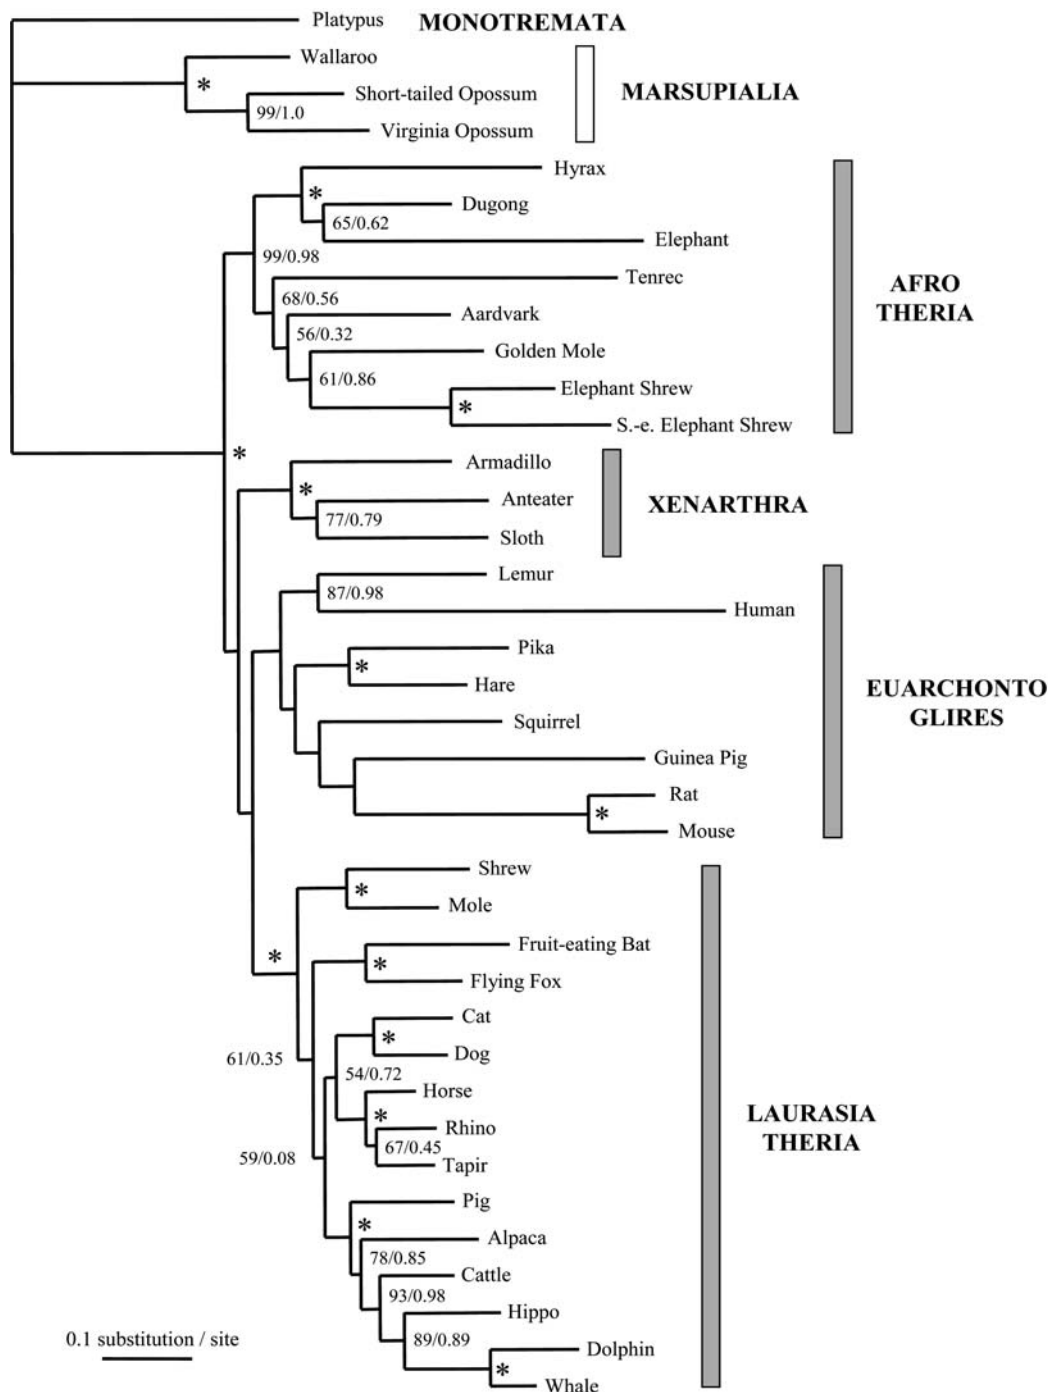 Platypus
MONOTREMATA
Wallaroo
*
Short-tailed Opossum
MARSUPIALIA
99/1.0
Virginia Opossum
Hyrax
*
Dugong
65/0.62
Elephant
99/0.98
Tenrec
AFRO
THERIA
68/0.56
Aardvark
56/0.32
Golden Mole
61/0.86
Elephant Shrew
*
S.-e. Elephant Shrew
*
Armadillo
*
Anteater
XENARTHRA
77/0.79
Sloth
Lemur
87/0.98
Human
Pika
*
Hare
EUARCHONTO
GLIRES
Squirrel
Guinea Pig
Rat
*
Mouse
Shrew
*
Mole
Fruit-eating Bat
*
*
Flying Fox
Cat
*
Dog
61/0.35
54/0.72
Horse
*
Rhino
LAURASIA
THERIA
67/0.45
59/0.08
Tapir
Pig
*
Alpaca
78/0.85
Cattle
93/0.98
Hippo
89/0.89
0.1 substitution / site
Dolphin
*
Whale